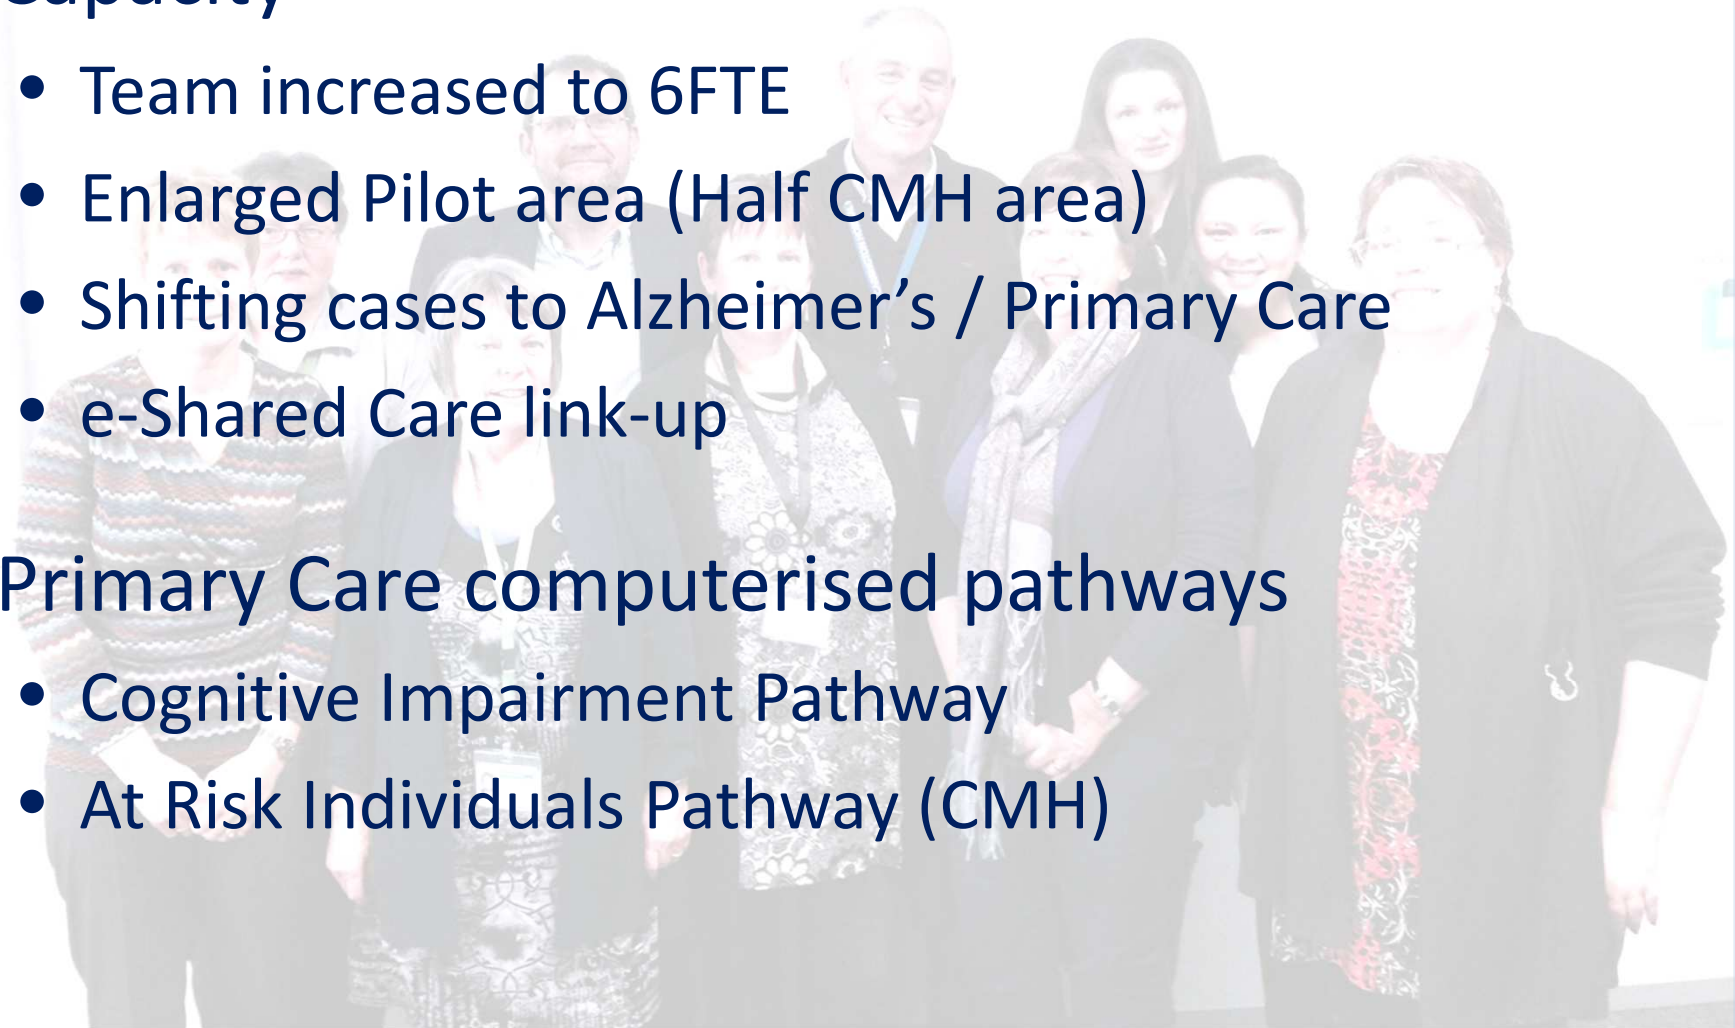 Capacity
• Team increased to 6FTE
• Enlarged Pilot area (Half CMH area)
• Shifting cases to Alzheimer’s / Primary Care
• e-Shared Care link-up
Primary Care computerised pathways
• Cognitive Impairment Pathway
• At Risk Individuals Pathway (CMH)